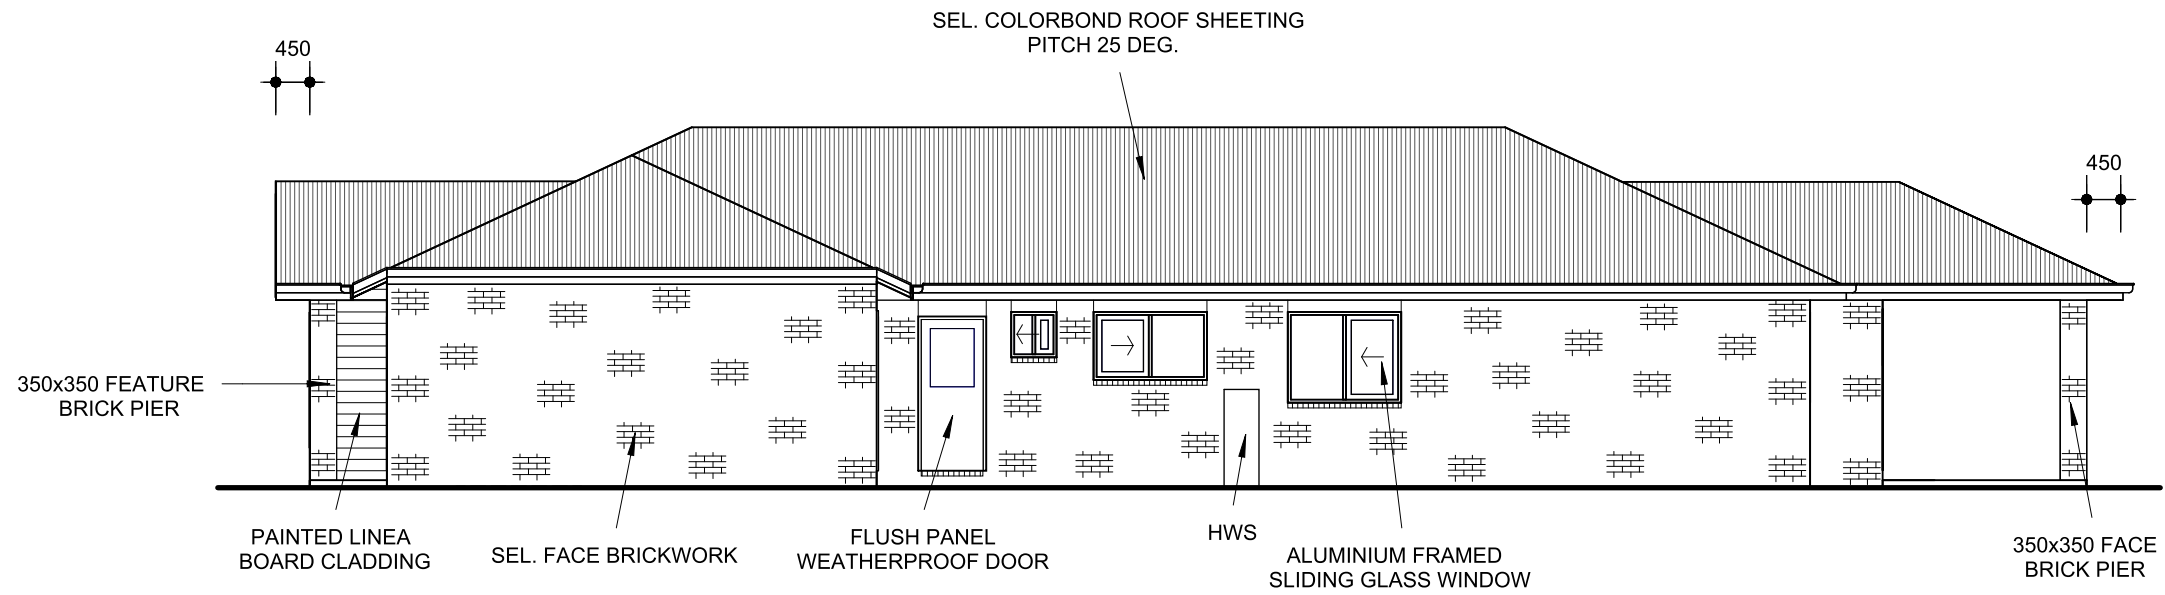 SEL. COLORBOND ROOF SHEETING
PITCH 25 DEG.
450
450
350x350 FEATURE
BRICK PIER
PAINTED LINEA
BOARD CLADDING
SEL. FACE BRICKWORK
FLUSH PANEL
WEATHERPROOF DOOR
HWS
ALUMINIUM FRAMED
SLIDING GLASS WINDOW
350x350 FACE
BRICK PIER